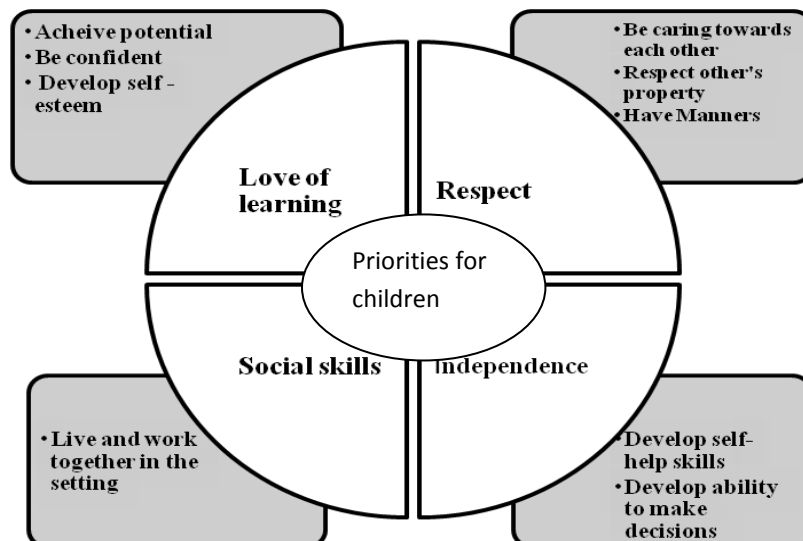 • Acheive potential
• Be confident
• Develop self -
esteem
• Be caring towards
each other
• Respect other's
property
• Have Manners
Love of
learning
Respect
Priorities for
children
Social skills
Independence
• Live and work
together in the
setting
• Develop self-
help skills
• Develop ability
to make
decisions